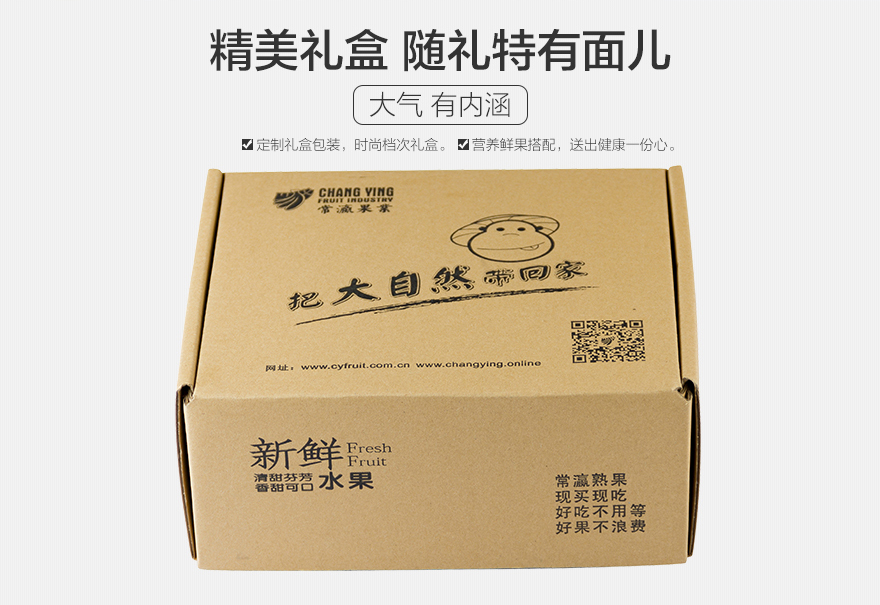 精美礼盒 随礼特有面儿
大气 有内涵
定制礼盒包装，时尚档次礼盒。 营养鲜果搭配，送出健康一份心。
CHANG YING
FRUIT INDUSTRY
常瀛果業
把大自然带回家
网址：www.cyfruit.com.cn www.changying.online
新鲜 Fresh Fruit
清甜芬芳
香甜可口 水果
常瀛熟果
现买现吃
好吃不用等
好果不浪费